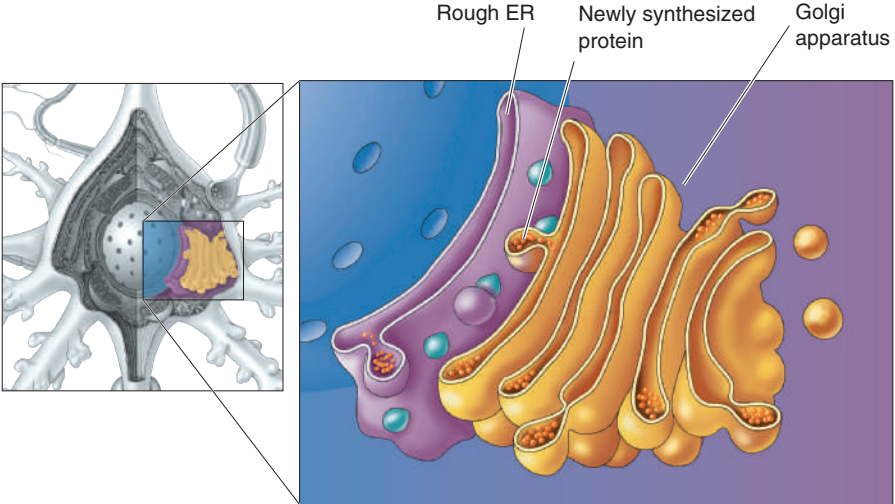 Rough ER
Newly synthesized
protein
Golgi
apparatus